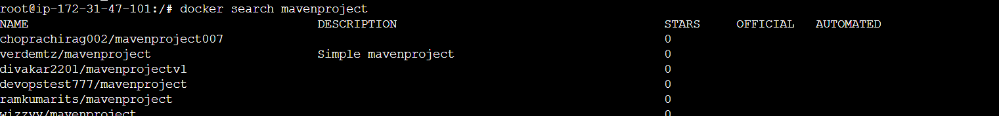 root@ip-172-31-47-101:/# docker search mavenproject
NAME DESCRIPTION STARS OFFICIAL AUTOMATED
choprachirag002/mavenproject007 0
verdemtz/mavenproject Simple mavenproject 0
divakar2201/mavenprojectv1 0
devopstest777/mavenproject 0
ramkumarits/mavenproject 0
wizzyy/mavenproject 0